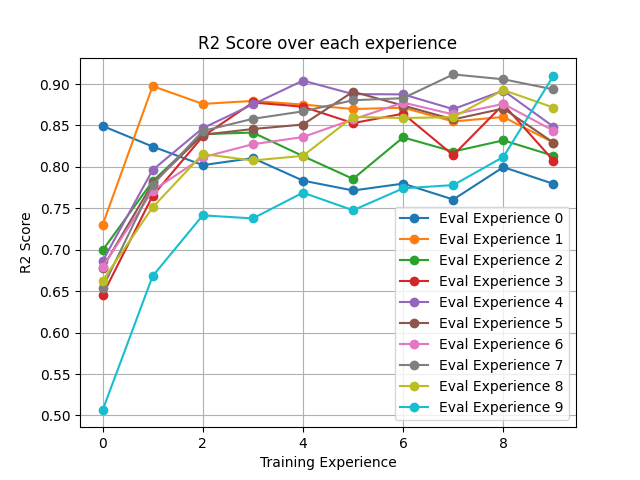 R2 Score over each experience
0.90
0.85
0.80
0.75
0.70
0.65
0.60
0.55
0.50
R2 Score
0 2 4 6 8
Training Experience
Eval Experience 0
Eval Experience 1
Eval Experience 2
Eval Experience 3
Eval Experience 4
Eval Experience 5
Eval Experience 6
Eval Experience 7
Eval Experience 8
Eval Experience 9